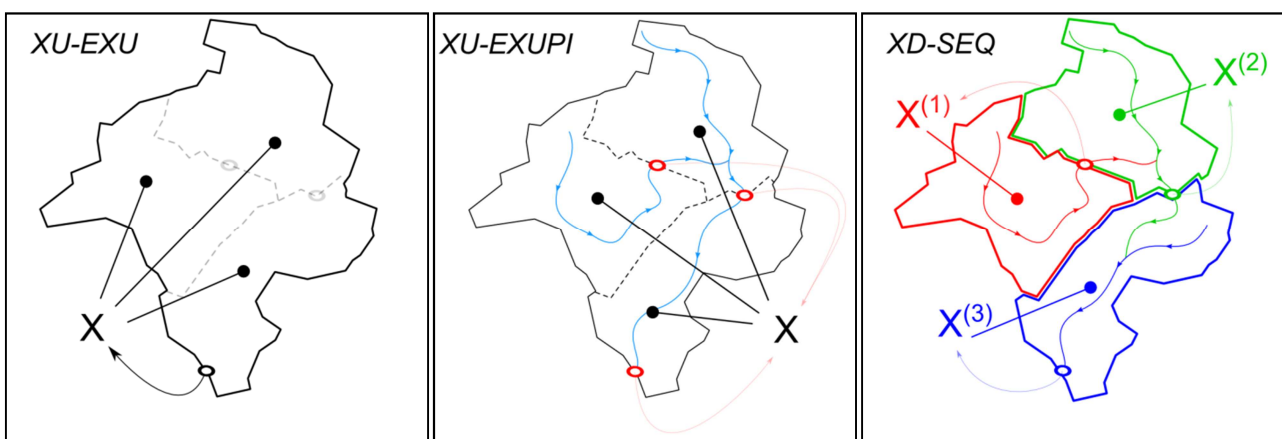 XU-EXU
X
XU-EXUPI
X
XD-SEQ
X(1)
X(2)
X(3)